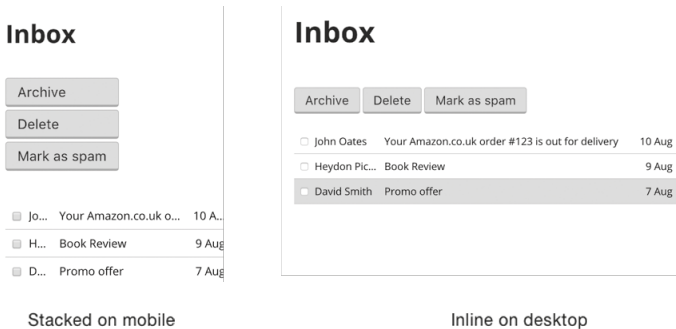 Inbox
Archive
Delete
Mark as spam
Jo... Your Amazon.co.uk o... 10 A...
H... Book Review 9 Aug
D... Promo offer 7 Aug
Stacked on mobile
Inbox
Archive Delete Mark as spam
John Oates Your Amazon.co.uk order #123 is out for delivery 10 Aug
Heydon Pic... Book Review 9 Aug
David Smith Promo offer 7 Aug
Inline on desktop